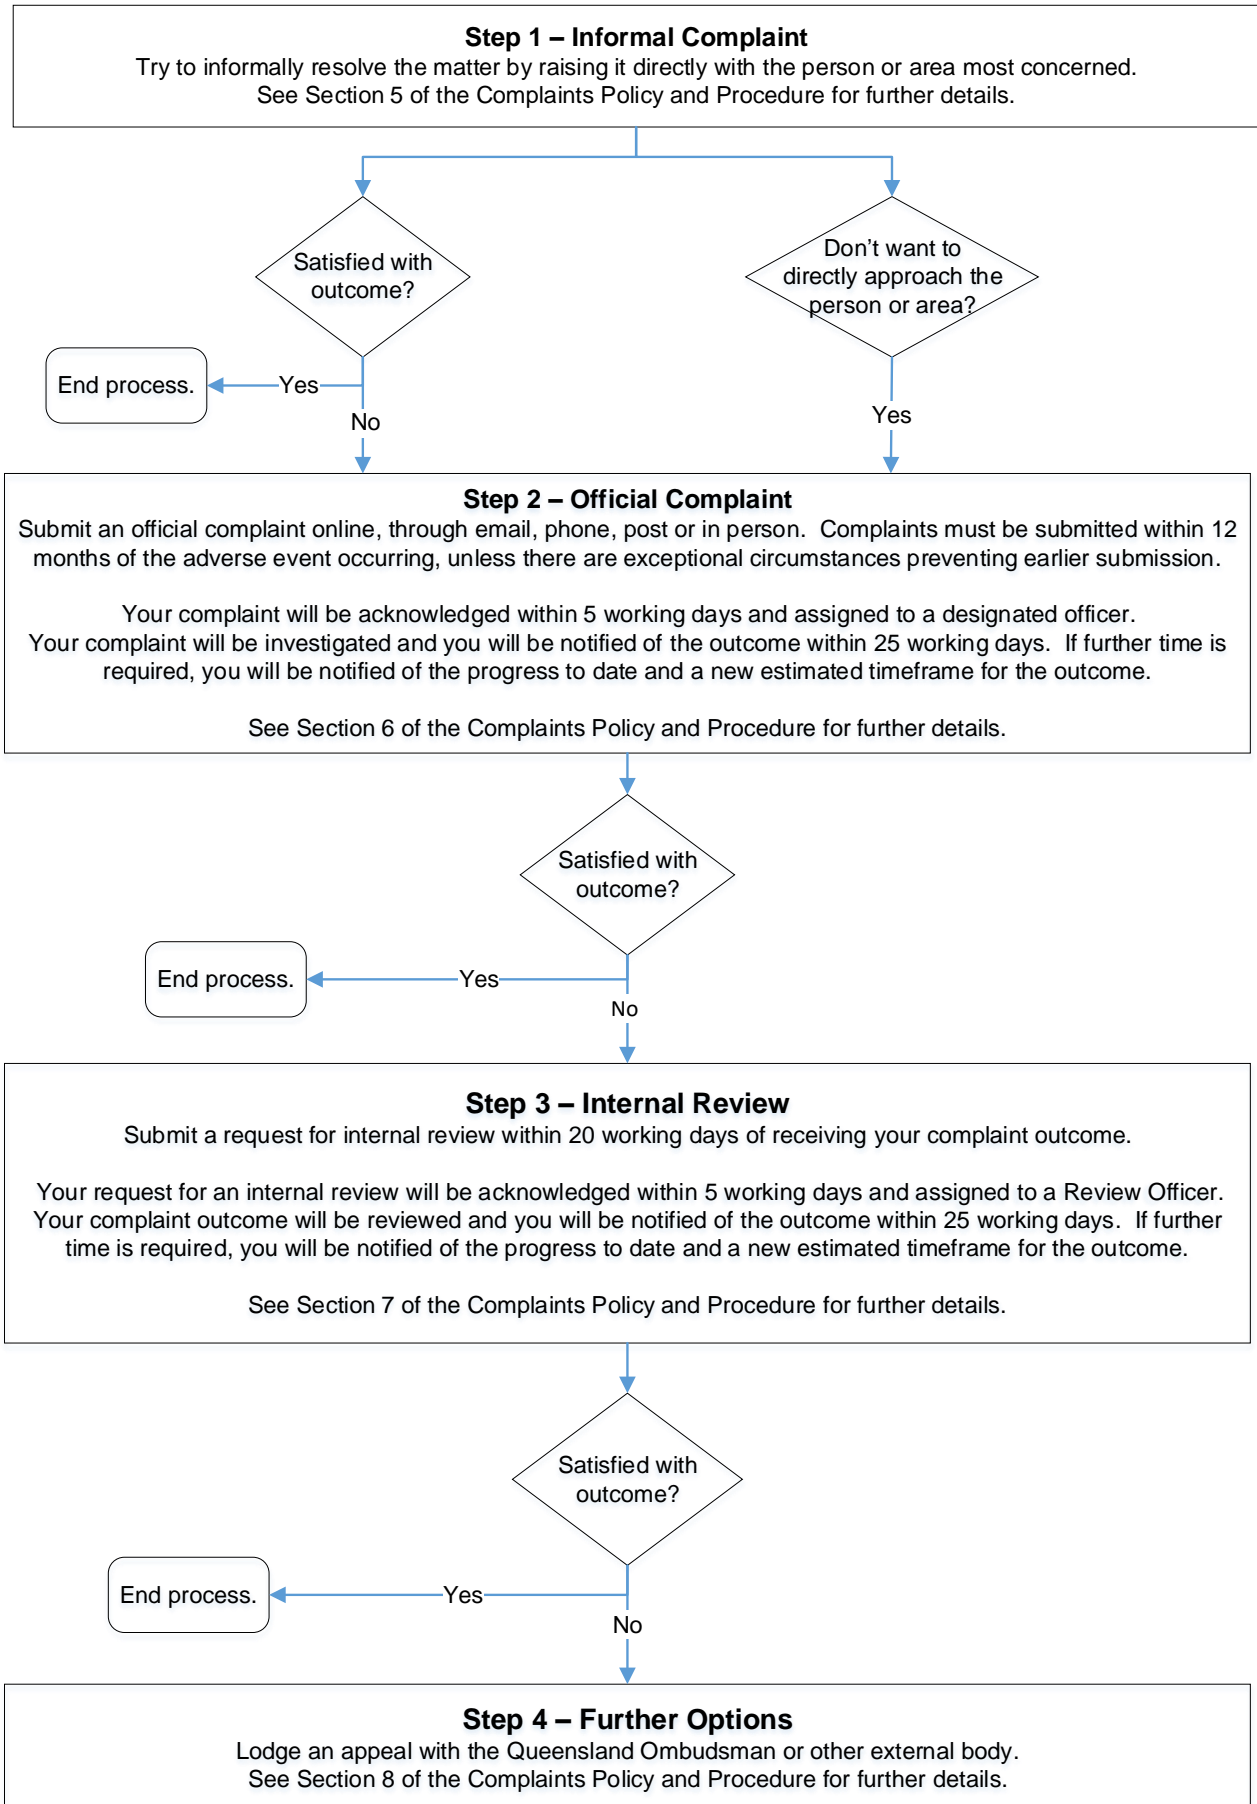 Step 1 – Informal Complaint
Try to informally resolve the matter by raising it directly with the person or area most concerned.
See Section 5 of the Complaints Policy and Procedure for further details.
Satisfied with
outcome?
Don’t want to
directly approach the
person or area?
End process.
Yes
No
Yes
Step 2 – Official Complaint
Submit an official complaint online, through email, phone, post or in person.  Complaints must be submitted within 12
months of the adverse event occurring, unless there are exceptional circumstances preventing earlier submission.
Your complaint will be acknowledged within 5 working days and assigned to a designated officer.
Your complaint will be investigated and you will be notified of the outcome within 25 working days.  If further time is
required, you will be notified of the progress to date and a new estimated timeframe for the outcome.
See Section 6 of the Complaints Policy and Procedure for further details.
Satisfied with
outcome?
End process.
Yes
No
Step 3 – Internal Review
Submit a request for internal review within 20 working days of receiving your complaint outcome.
Your request for an internal review will be acknowledged within 5 working days and assigned to a Review Officer.
Your complaint outcome will be reviewed and you will be notified of the outcome within 25 working days.  If further
time is required, you will be notified of the progress to date and a new estimated timeframe for the outcome.
See Section 7 of the Complaints Policy and Procedure for further details.
Satisfied with
outcome?
End process.
Yes
No
Step 4 – Further Options
Lodge an appeal with the Queensland Ombudsman or other external body.
See Section 8 of the Complaints Policy and Procedure for further details.